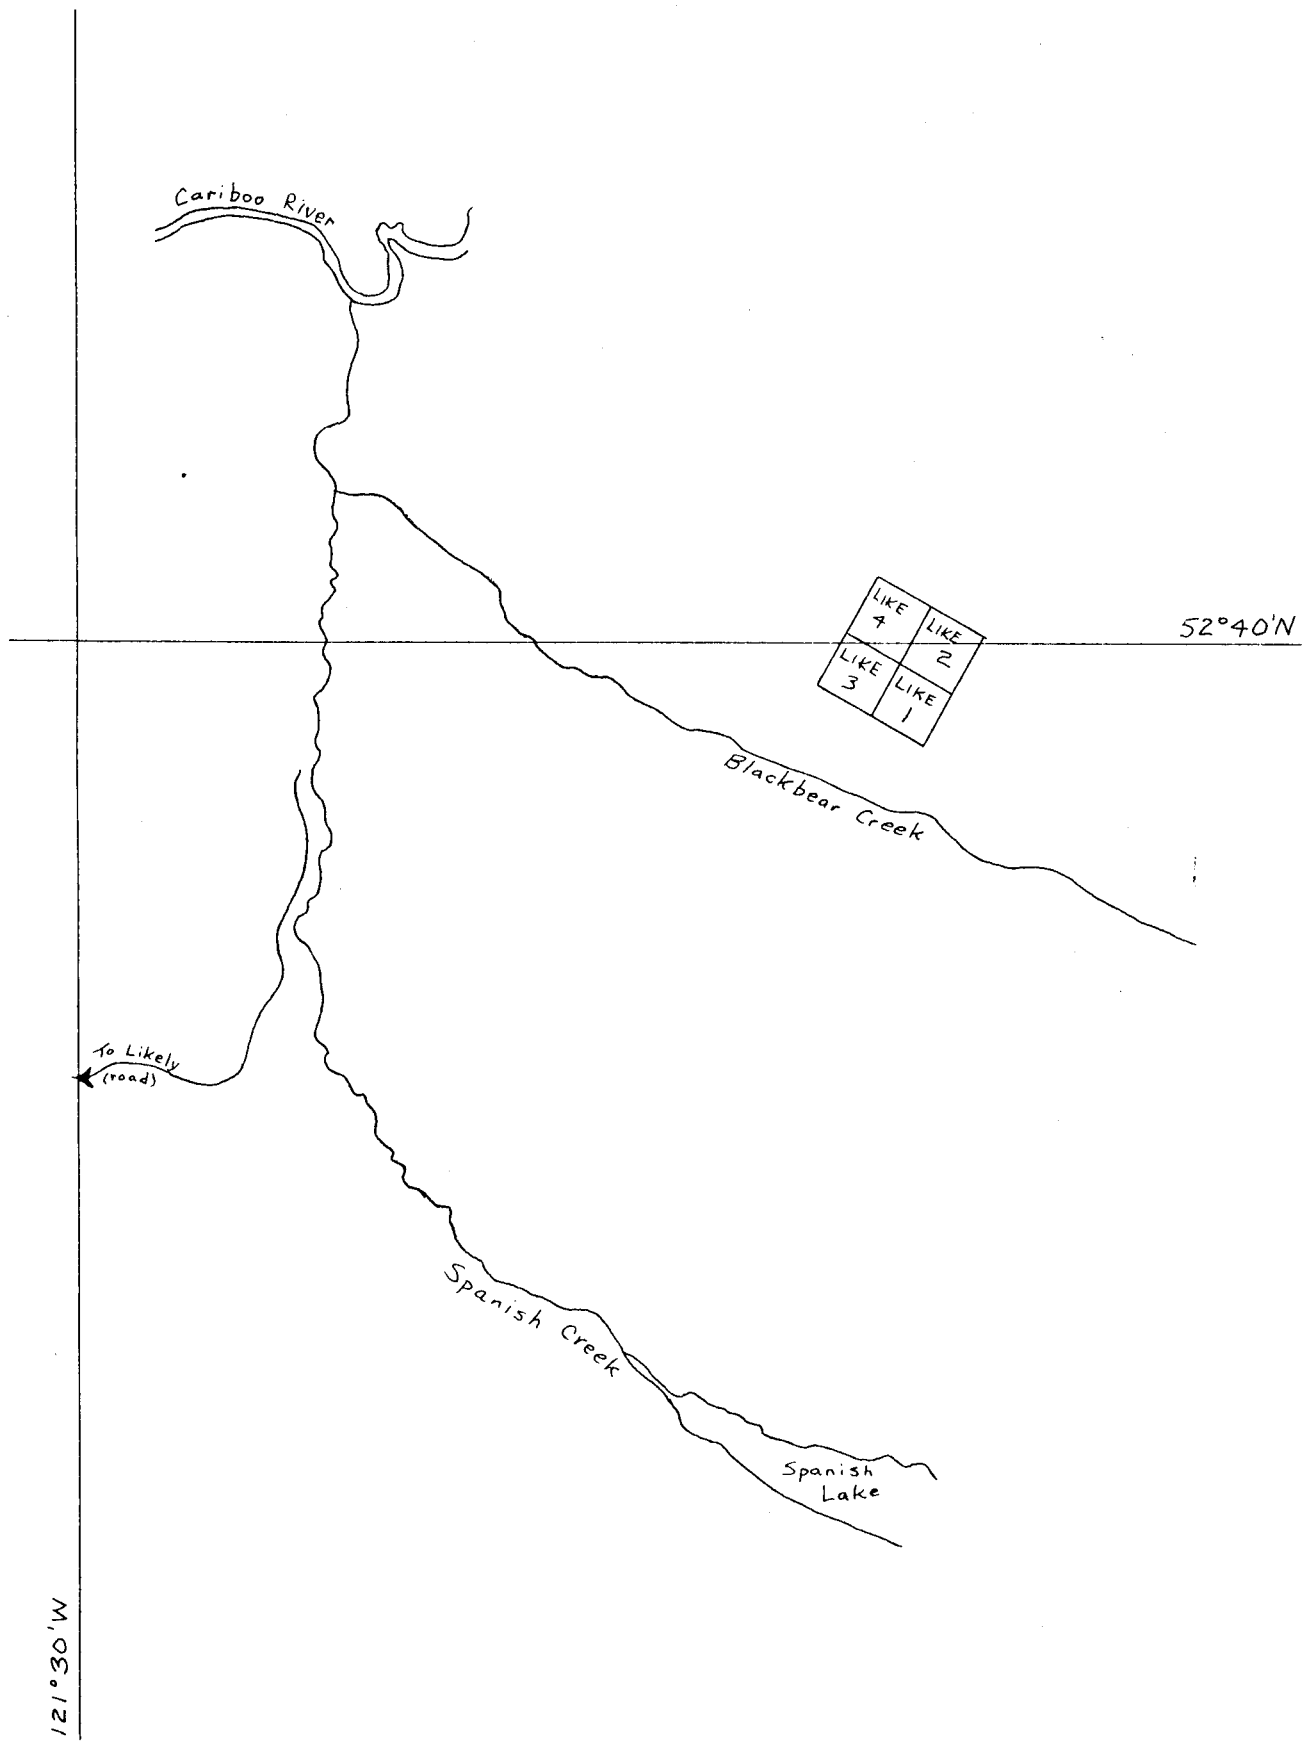 Cariboo River
LIKE
4
LIKE
2
52°40'N
LIKE
3
LIKE
1
Blackbear Creek
To Likely
(road)
Spanish Creek
Spanish
Lake
121°30'W